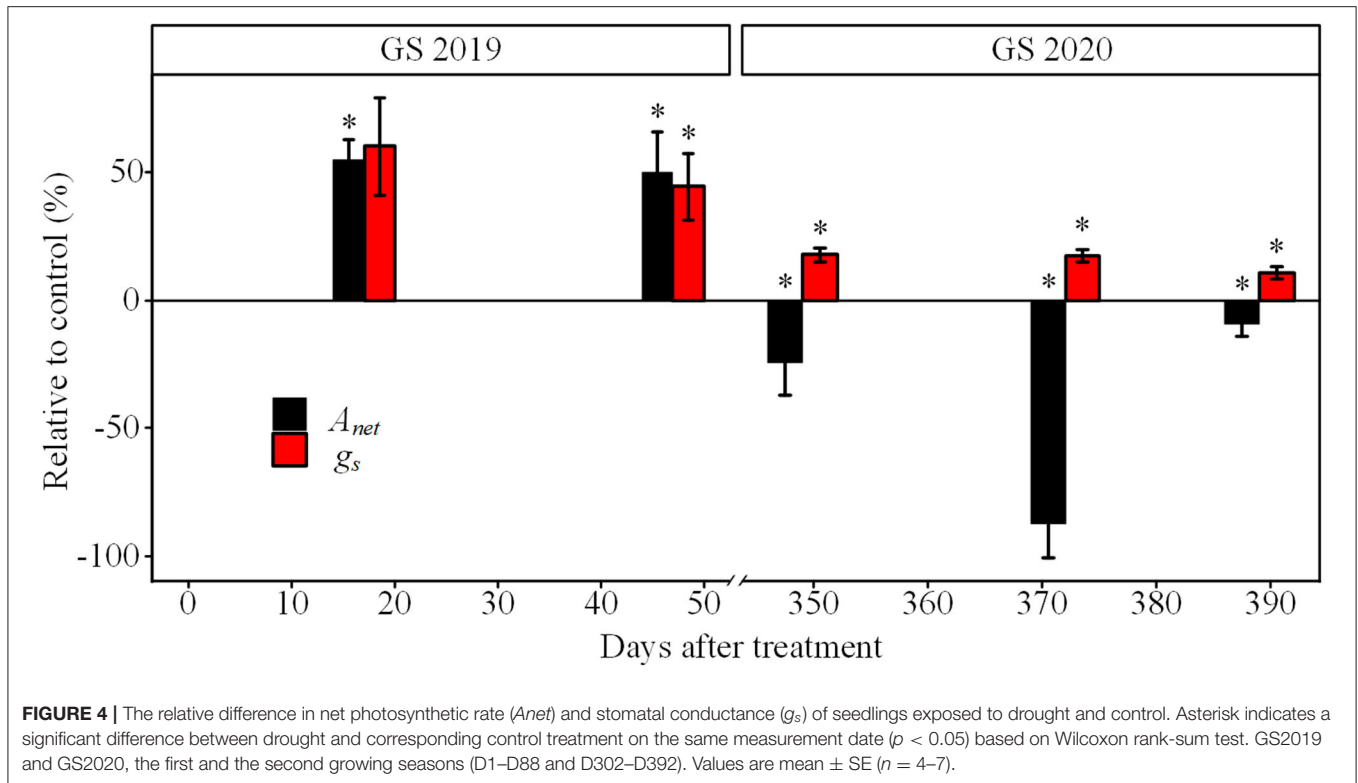 GS 2019 GS 2020
* * * * * * * * *
50
0
-50
-100
Relative to control (%)
Anet
gs
0 10 20 30 40 50 350 360 370 380 390
Days after treatment
FIGURE 4 | The relative difference in net photosynthetic rate (Anet) and stomatal conductance (gs) of seedlings exposed to drought and control. Asterisk indicates a
significant difference between drought and corresponding control treatment on the same measurement date (p < 0.05) based on Wilcoxon rank-sum test. GS2019
and GS2020, the first and the second growing seasons (D1–D88 and D302–D392). Values are mean ± SE (n = 4–7).